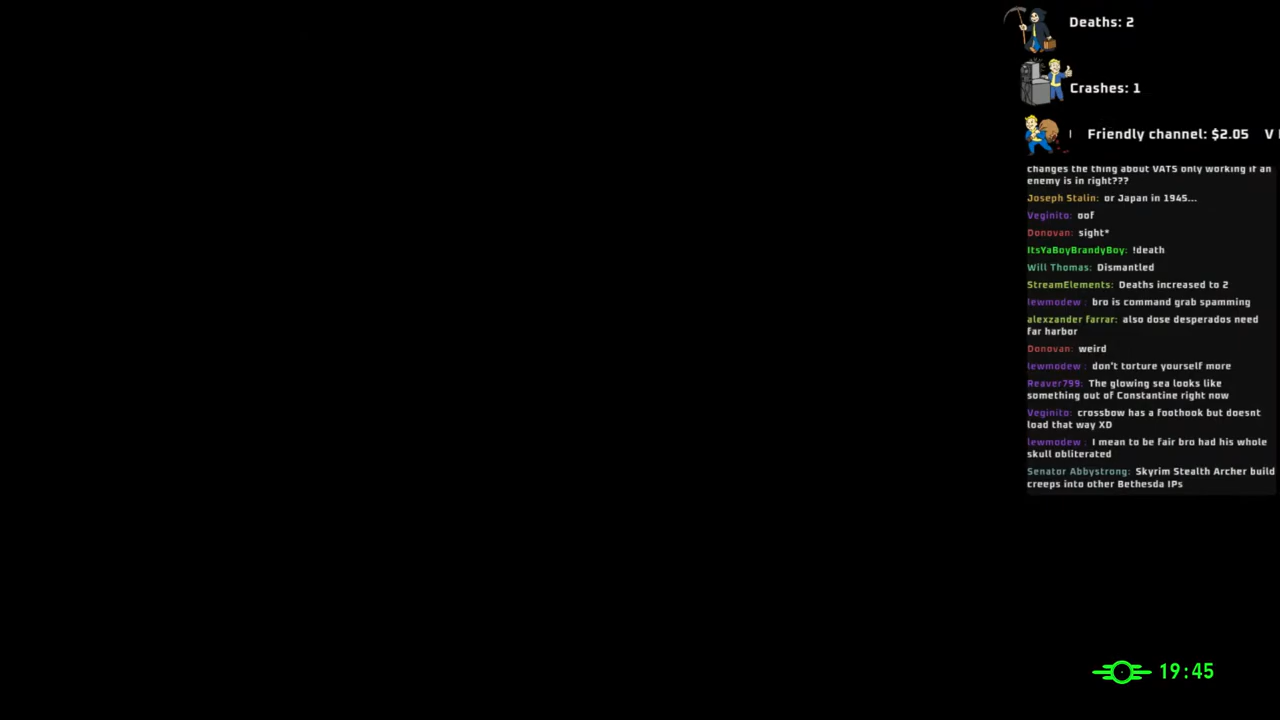 Deaths: 2
Crashes: 1
Friendly channel: $2.05 V
changes the thing about VATS only working if an
enemy is in right???
Joseph Stalin: or Japan in 1945...
Veginito: oof
Donovan: sight*
ItsYaBoyBrandyBoy: !death
Will Thomas: Dismantled
StreamElements: Deaths increased to 2
lewmodew : bro is command grab spamming
alexzander farrar: also dose desperados need
far harbor
Donovan: weird
lewmodew : don't torture yourself more
Reaver799: The glowing sea looks like
something out of Constantine right now
Veginito: crossbow has a foothook but doesnt
load that way XD
lewmodew : I mean to be fair bro had his whole
skull obliterated
Senator Abbystrong: Skyrim Stealth Archer build
creeps into other Bethesda IPs
19:45